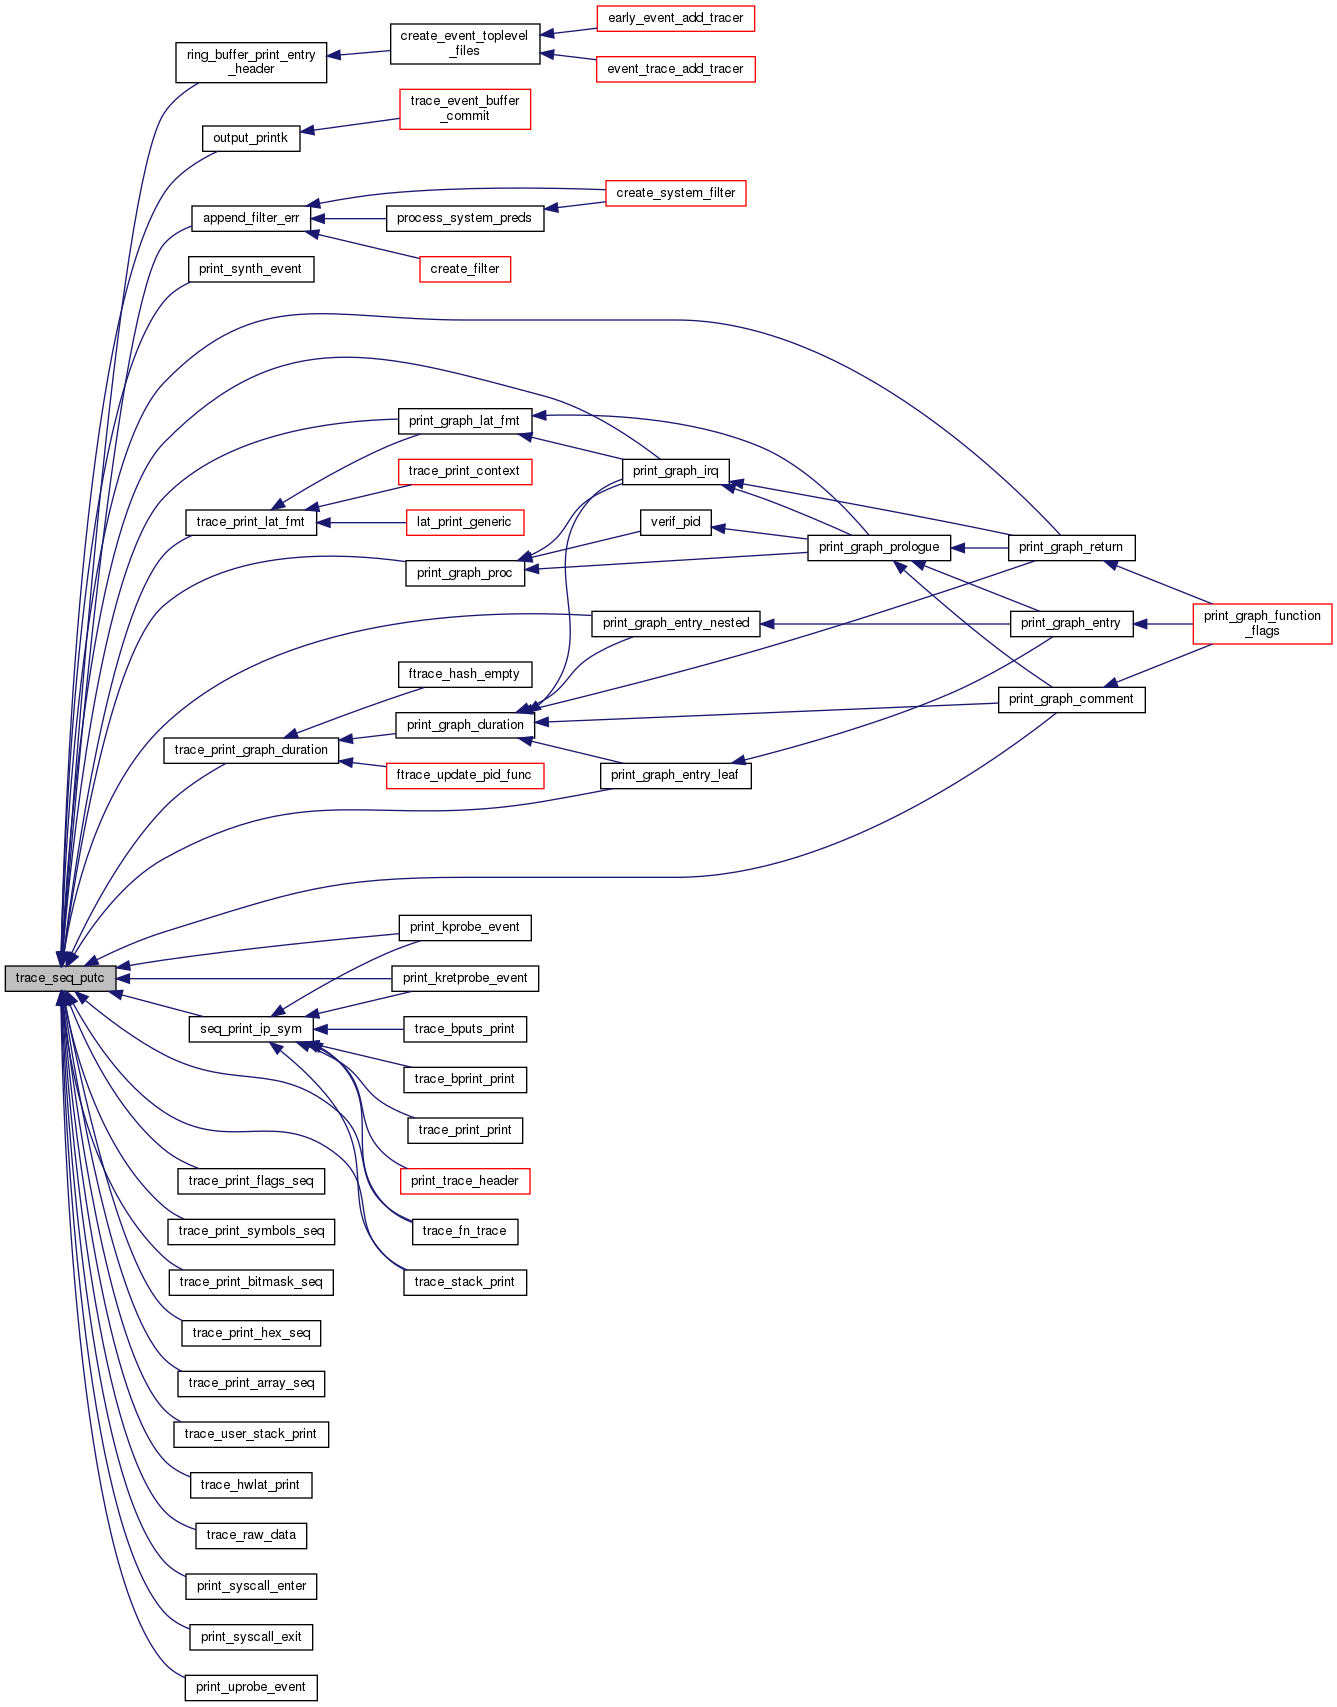 early_event_add_tracer
create_event_toplevel
_files
ring_buffer_print_entry
_header
event_trace_add_tracer
trace_event_buffer
_commit
output_printk
create_system_filter
append_filter_err
process_system_preds
print_synth_event
create_filter
print_graph_lat_fmt
trace_print_context
print_graph_irq
trace_print_lat_fmt
lat_print_generic
verif_pid
print_graph_prologue
print_graph_return
print_graph_proc
print_graph_entry_nested
print_graph_entry
print_graph_function
_flags
ftrace_hash_empty
print_graph_comment
print_graph_duration
trace_print_graph_duration
ftrace_update_pid_func
print_graph_entry_leaf
print_kprobe_event
trace_seq_putc
print_kretprobe_event
seq_print_ip_sym
trace_bputs_print
trace_bprint_print
trace_print_print
trace_print_flags_seq
print_trace_header
trace_print_symbols_seq
trace_fn_trace
trace_print_bitmask_seq
trace_stack_print
trace_print_hex_seq
trace_print_array_seq
trace_user_stack_print
trace_hwlat_print
trace_raw_data
print_syscall_enter
print_syscall_exit
print_uprobe_event